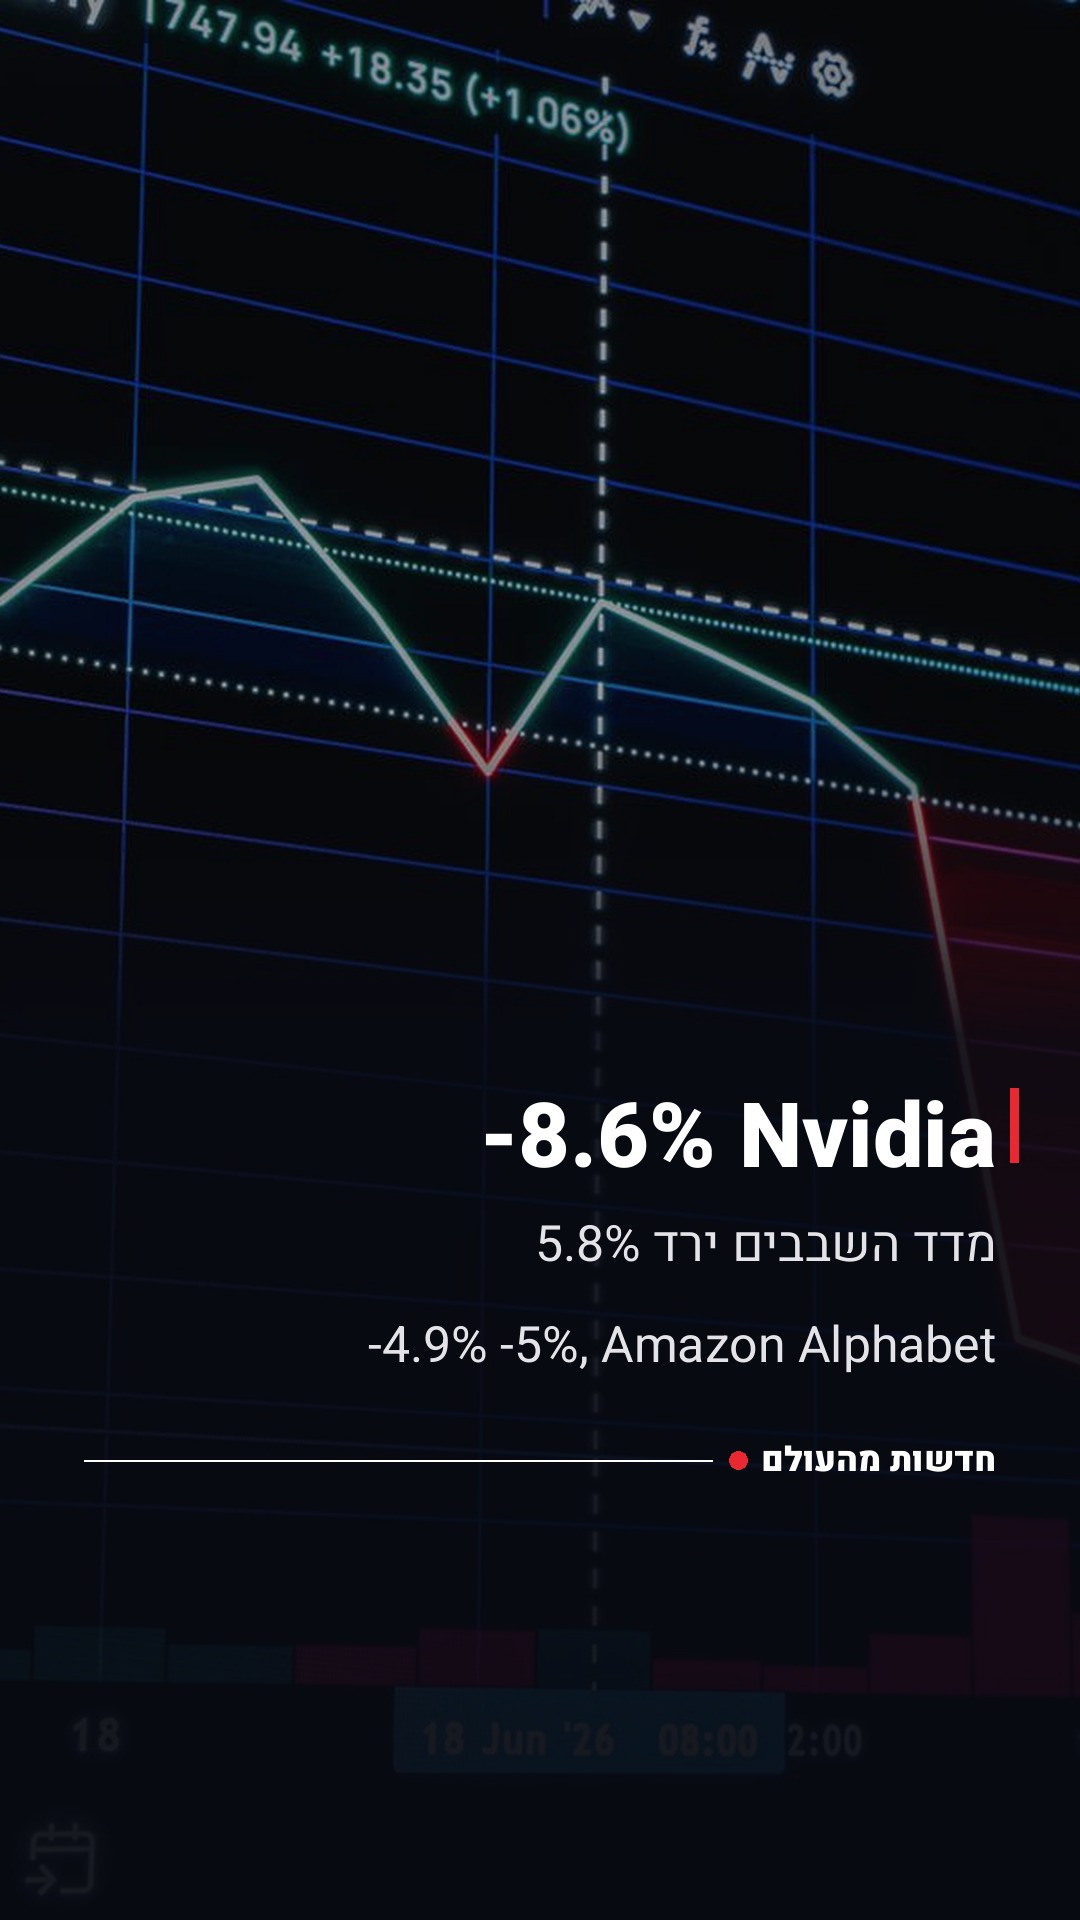 1747.94 +18.35 (+1.06%)
-8.6% Nvidia
מדד השבבים ירד 5.8%
-4.9% -5%, Amazon Alphabet
חדשות מהעולם
18
18 Jun '26 08:00
2:00